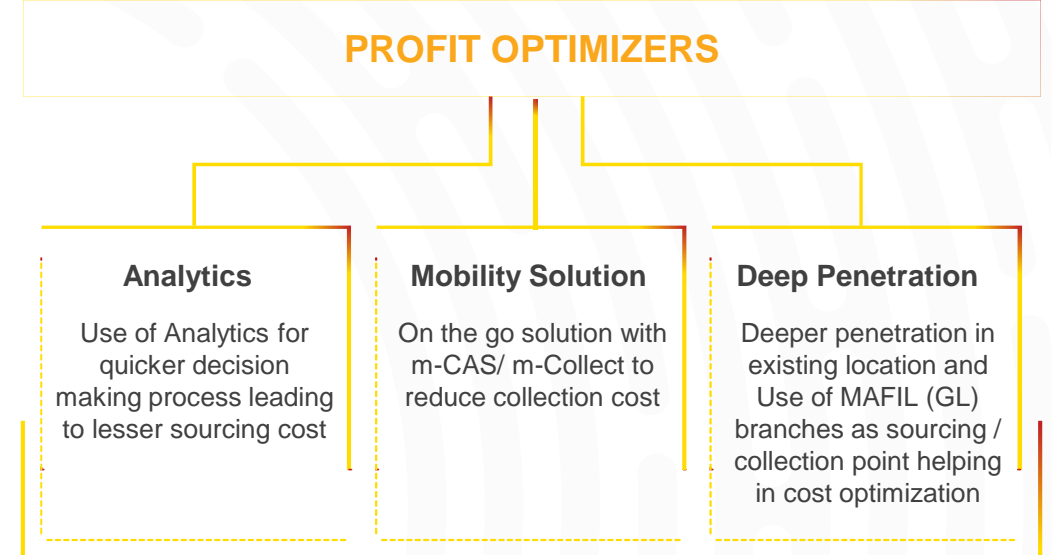 PROFIT OPTIMIZERS
Analytics
Use of Analytics for
quicker decision
making process leading
to lesser sourcing cost
Mobility Solution
On the go solution with
m-CAS/ m-Collect to
reduce collection cost
Deep Penetration
Deeper penetration in
existing location and
Use of MAFIL (GL)
branches as sourcing /
collection point helping
in cost optimization